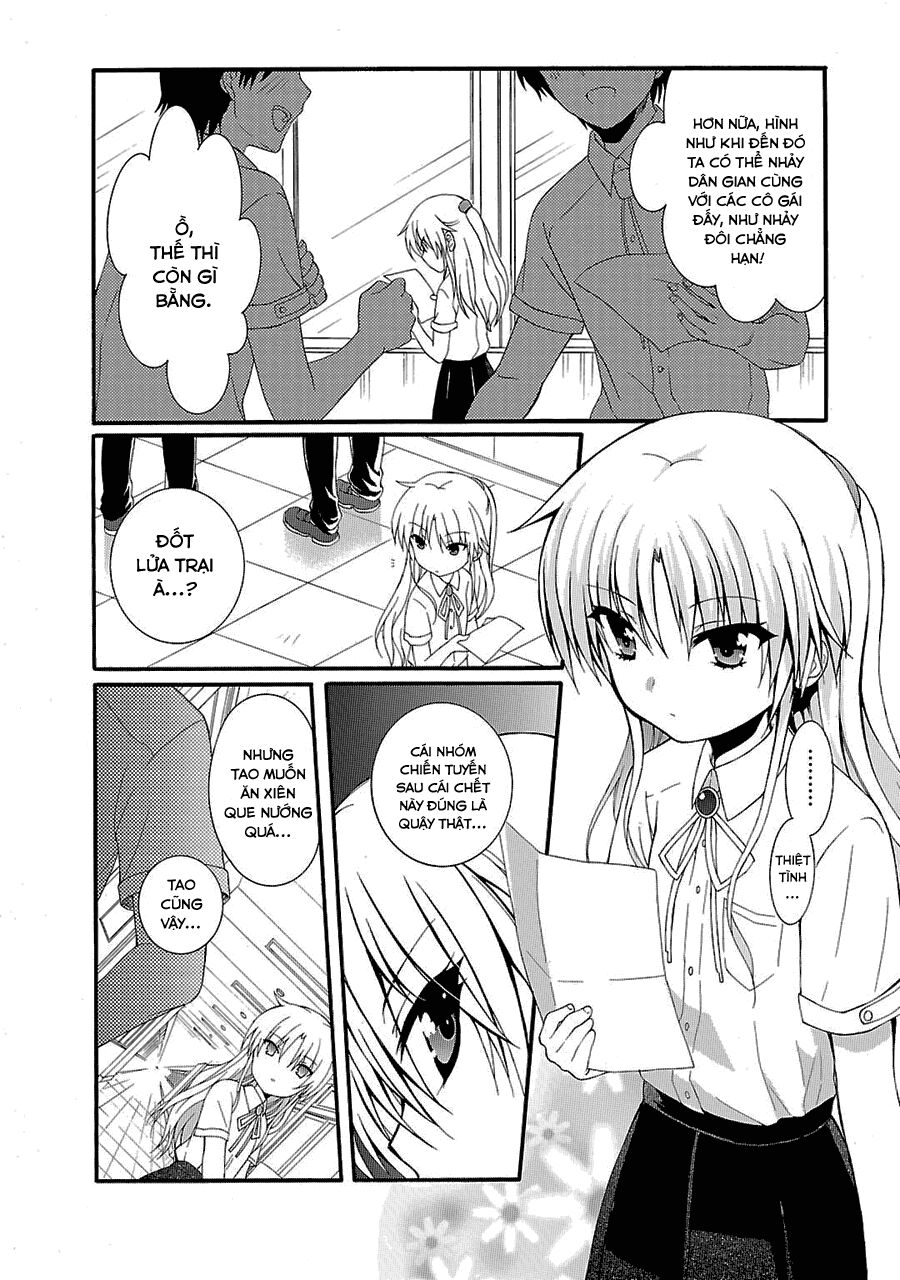 HƠN NỮA, HÌNH
NHƯ KHI ĐẾN ĐÓ
TA CÓ THỂ NHẢY
DÂN GIAN CÙNG
VỚI CÁC CÔ GÁI
ĐẤY, NHƯ NHẢY
ĐÔI CHẲNG
HẠN!
Ồ,
THẾ THÌ
CÒN GÌ
BẰNG.
ĐỐT
LỬA TRẠI
À...?
.........
THIỆT
TÌNH
...
CÁI NHÓM
CHIẾN TUYẾN
SAU CÁI CHẾT
NÀY ĐÚNG LÀ
QUẬY THẬT...
NHƯNG
TAO MUỐN
ĂN XIÊN
QUE NƯỚNG
QUÁ...
TAO
CŨNG
VẬY...